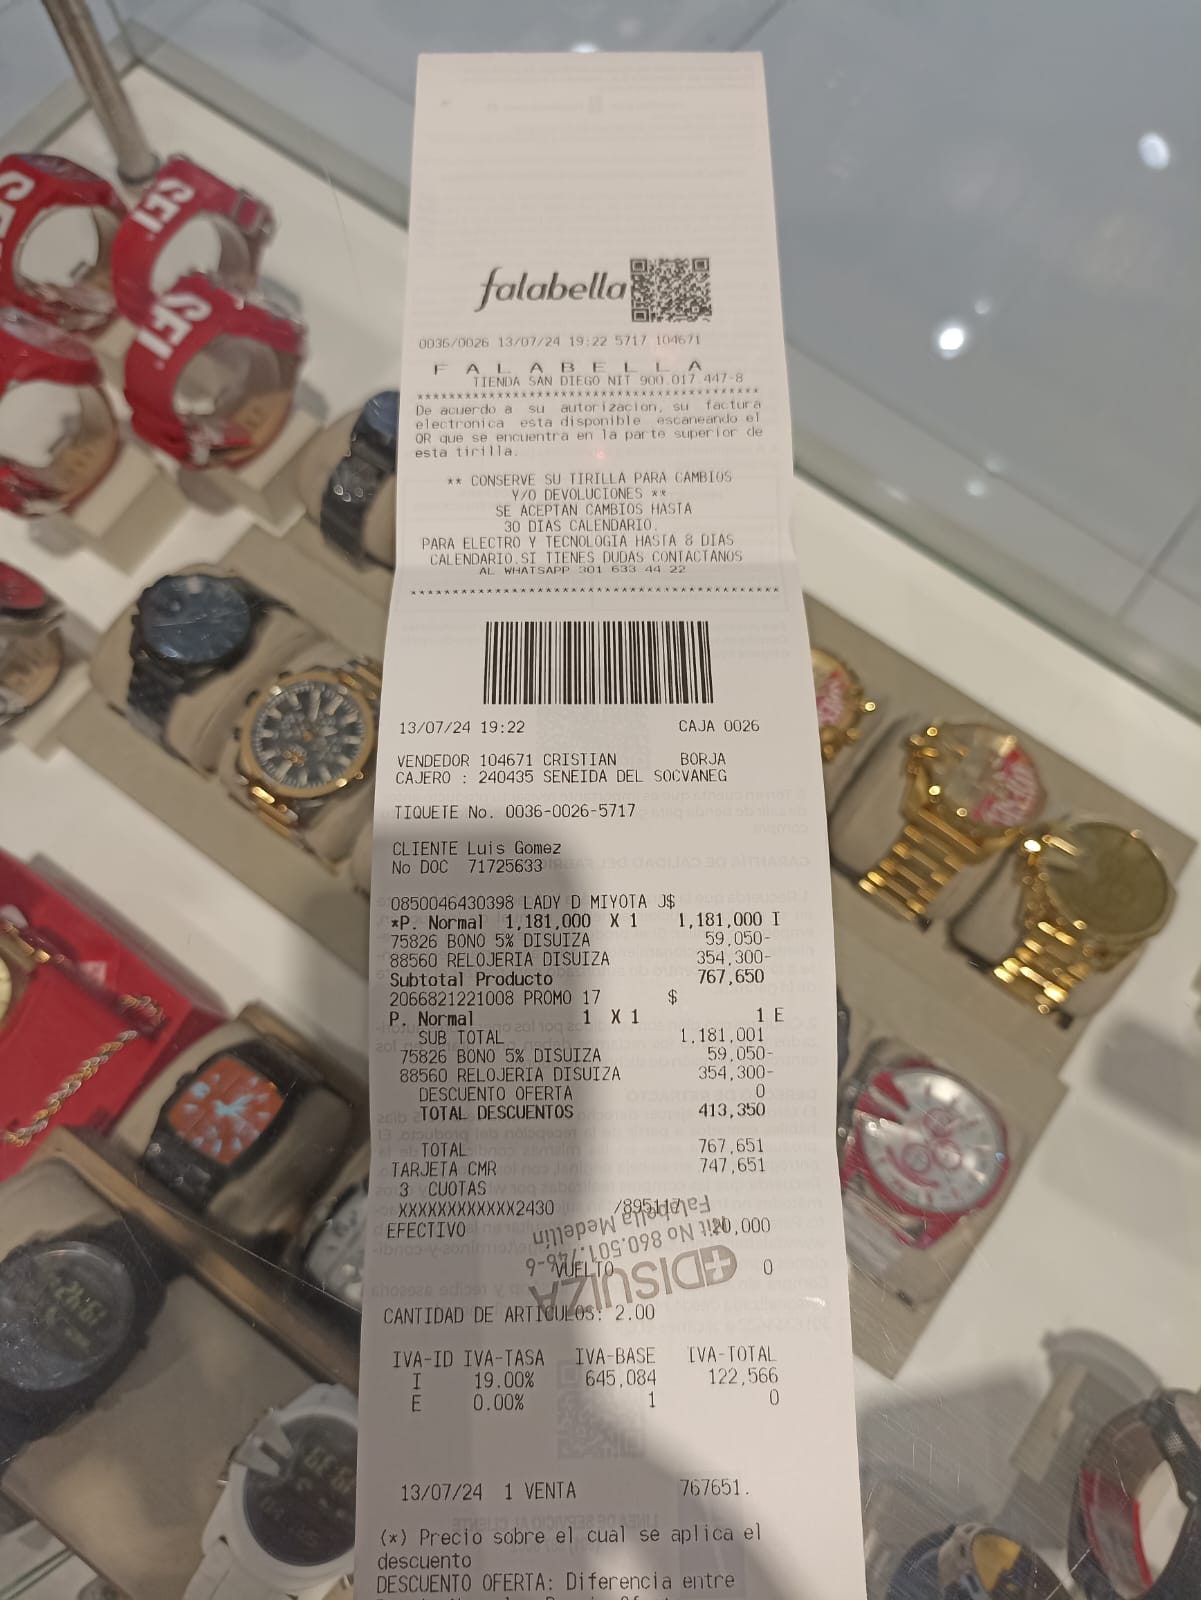 falabella
0036/0026 13/07/24 19:22 5717 104671
F A L A B E L L A
TIENDA SAN DIEGO NIT 900.017.447-8
************************************************
De acuerdo a su autorizacion, su factura
electronica esta disponible escaneando el
QR que se encuentra en la parte superior de
esta tirilla.
** CONSERVE SU TIRILLA PARA CAMBIOS
Y/O DEVOLUCIONES **
SE ACEPTAN CAMBIOS HASTA
30 DIAS CALENDARIO.
PARA ELECTRO Y TECNOLOGIA HASTA 8 DIAS
CALENDARIO.SI TIENES DUDAS CONTACTANOS
AL WHATSAPP 301 633 44 22
************************************************
13/07/24 19:22 CAJA 0026
VENDEDOR 104671 CRISTIAN BORJA
CAJERO : 240435 SENEIDA DEL SOCVANEG
TIQUETE No. 0036-0026-5717
CLIENTE Luis Gomez
No DOC 71725633
0850046430398 LADY D MIYOTA J$
*P. Normal 1,181,000 X 1 1,181,000 I
75826 BONO 5% DISUIZA 59,050-
88560 RELOJERIA DISUIZA 354,300-
Subtotal Producto 767,650
2066821221008 PROMO 17 $
P. Normal 1 X 1 1 E
SUB TOTAL 1,181,001
75826 BONO 5% DISUIZA 59,050-
88560 RELOJERIA DISUIZA 354,300-
DESCUENTO OFERTA 0
TOTAL DESCUENTOS 413,350
TOTAL 767,651
TARJETA CMR 747,651
3 CUOTAS
XXXXXXXXXXXX2430 /895117
EFECTIVO 20,000
VUELTO 0
DISUIZA
Nit No 860.501.746-6
Falabella Medellín
CANTIDAD DE ARTICULOS: 2.00
IVA-ID IVA-TASA IVA-BASE IVA-TOTAL
I 19.00% 645,084 122,566
E 0.00% 1 0
13/07/24 1 VENTA 767651.
(*) Precio sobre el cual se aplica el
descuento
DESCUENTO OFERTA: Diferencia entre